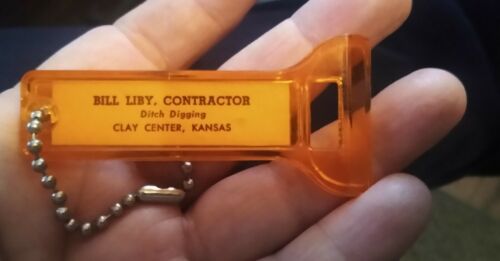 BILL LIBY, CONTRACTOR
Ditch Digging
CLAY CENTER, KANSAS